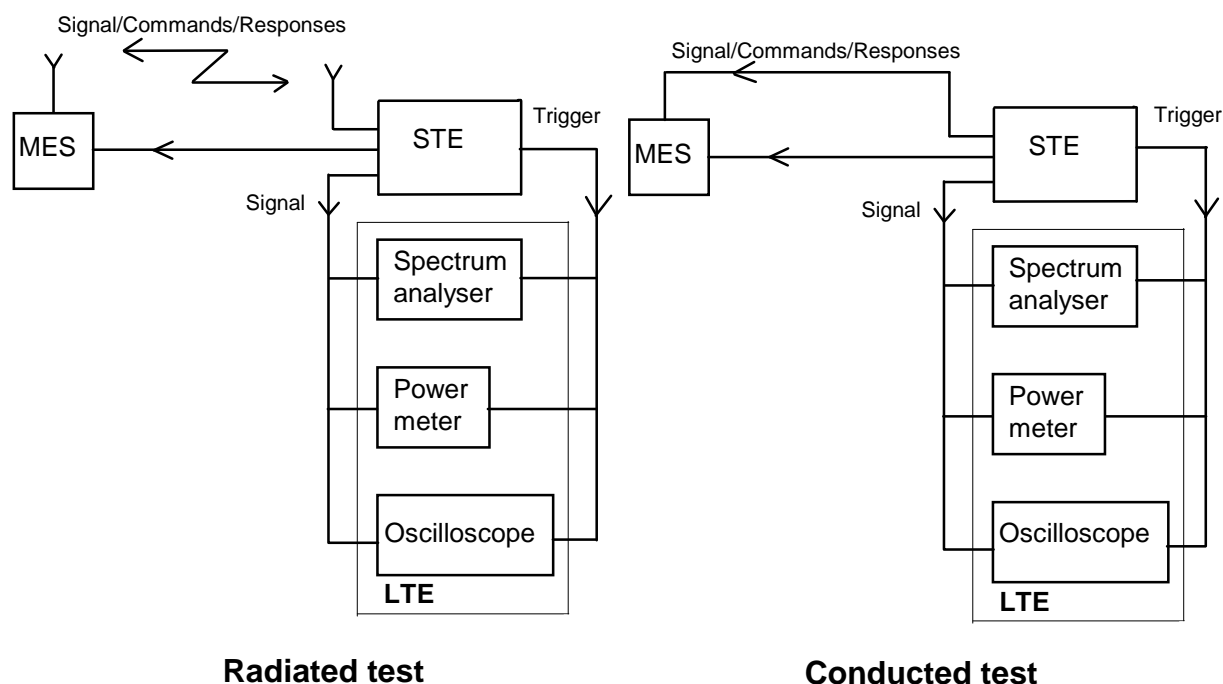 Signal/Commands/Responses
MES
STE
Trigger
Signal
Spectrum
analyser
Power
meter
Oscilloscope
LTE
Radiated test
Signal/Commands/Responses
MES
STE
Trigger
Signal
Spectrum
analyser
Power
meter
Oscilloscope
LTE
Conducted test